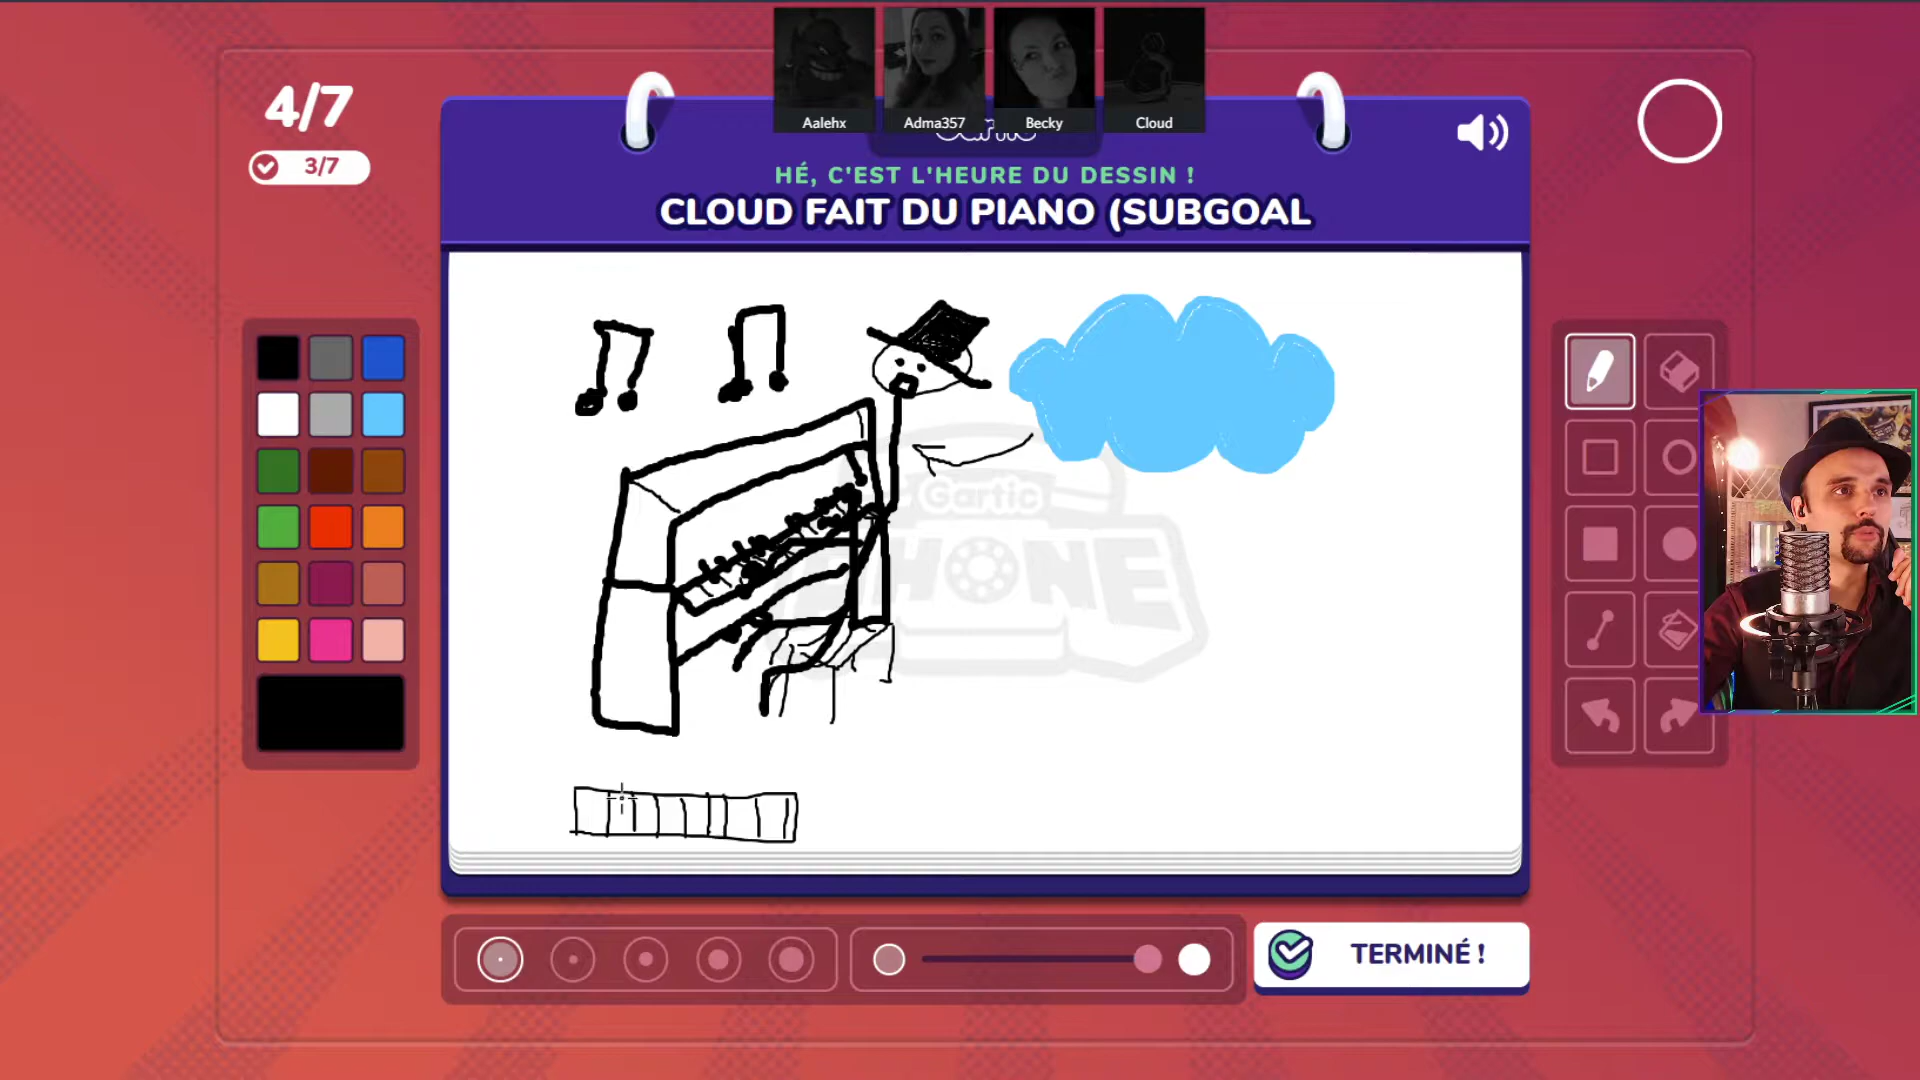 Aalehx
Adma357
Becky
Cloud
4/7
3/7
HÉ, C'EST L'HEURE DU DESSIN !
CLOUD FAIT DU PIANO (SUBGOAL
Gartic
PHONE
TERMINÉ !